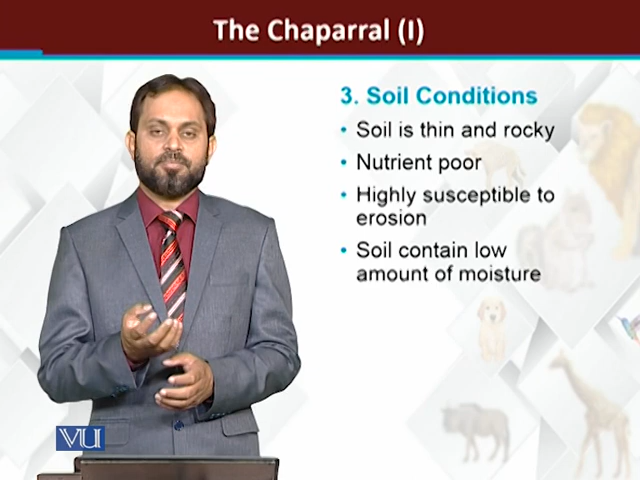 The Chaparral (I)
3. Soil Conditions
• Soil is thin and rocky
• Nutrient poor
• Highly susceptible to
erosion
• Soil contain low
amount of moisture
VU